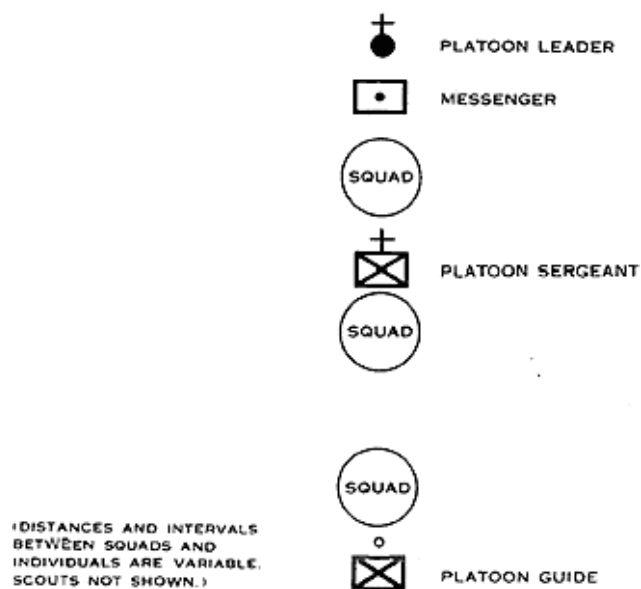 PLATOON LEADER
MESSENGER
SQUAD
PLATOON SERGEANT
SQUAD
SQUAD
(DISTANCES AND INTERVALS
BETWEEN SQUADS AND
INDIVIDUALS ARE VARIABLE.
SCOUTS NOT SHOWN.)
PLATOON GUIDE